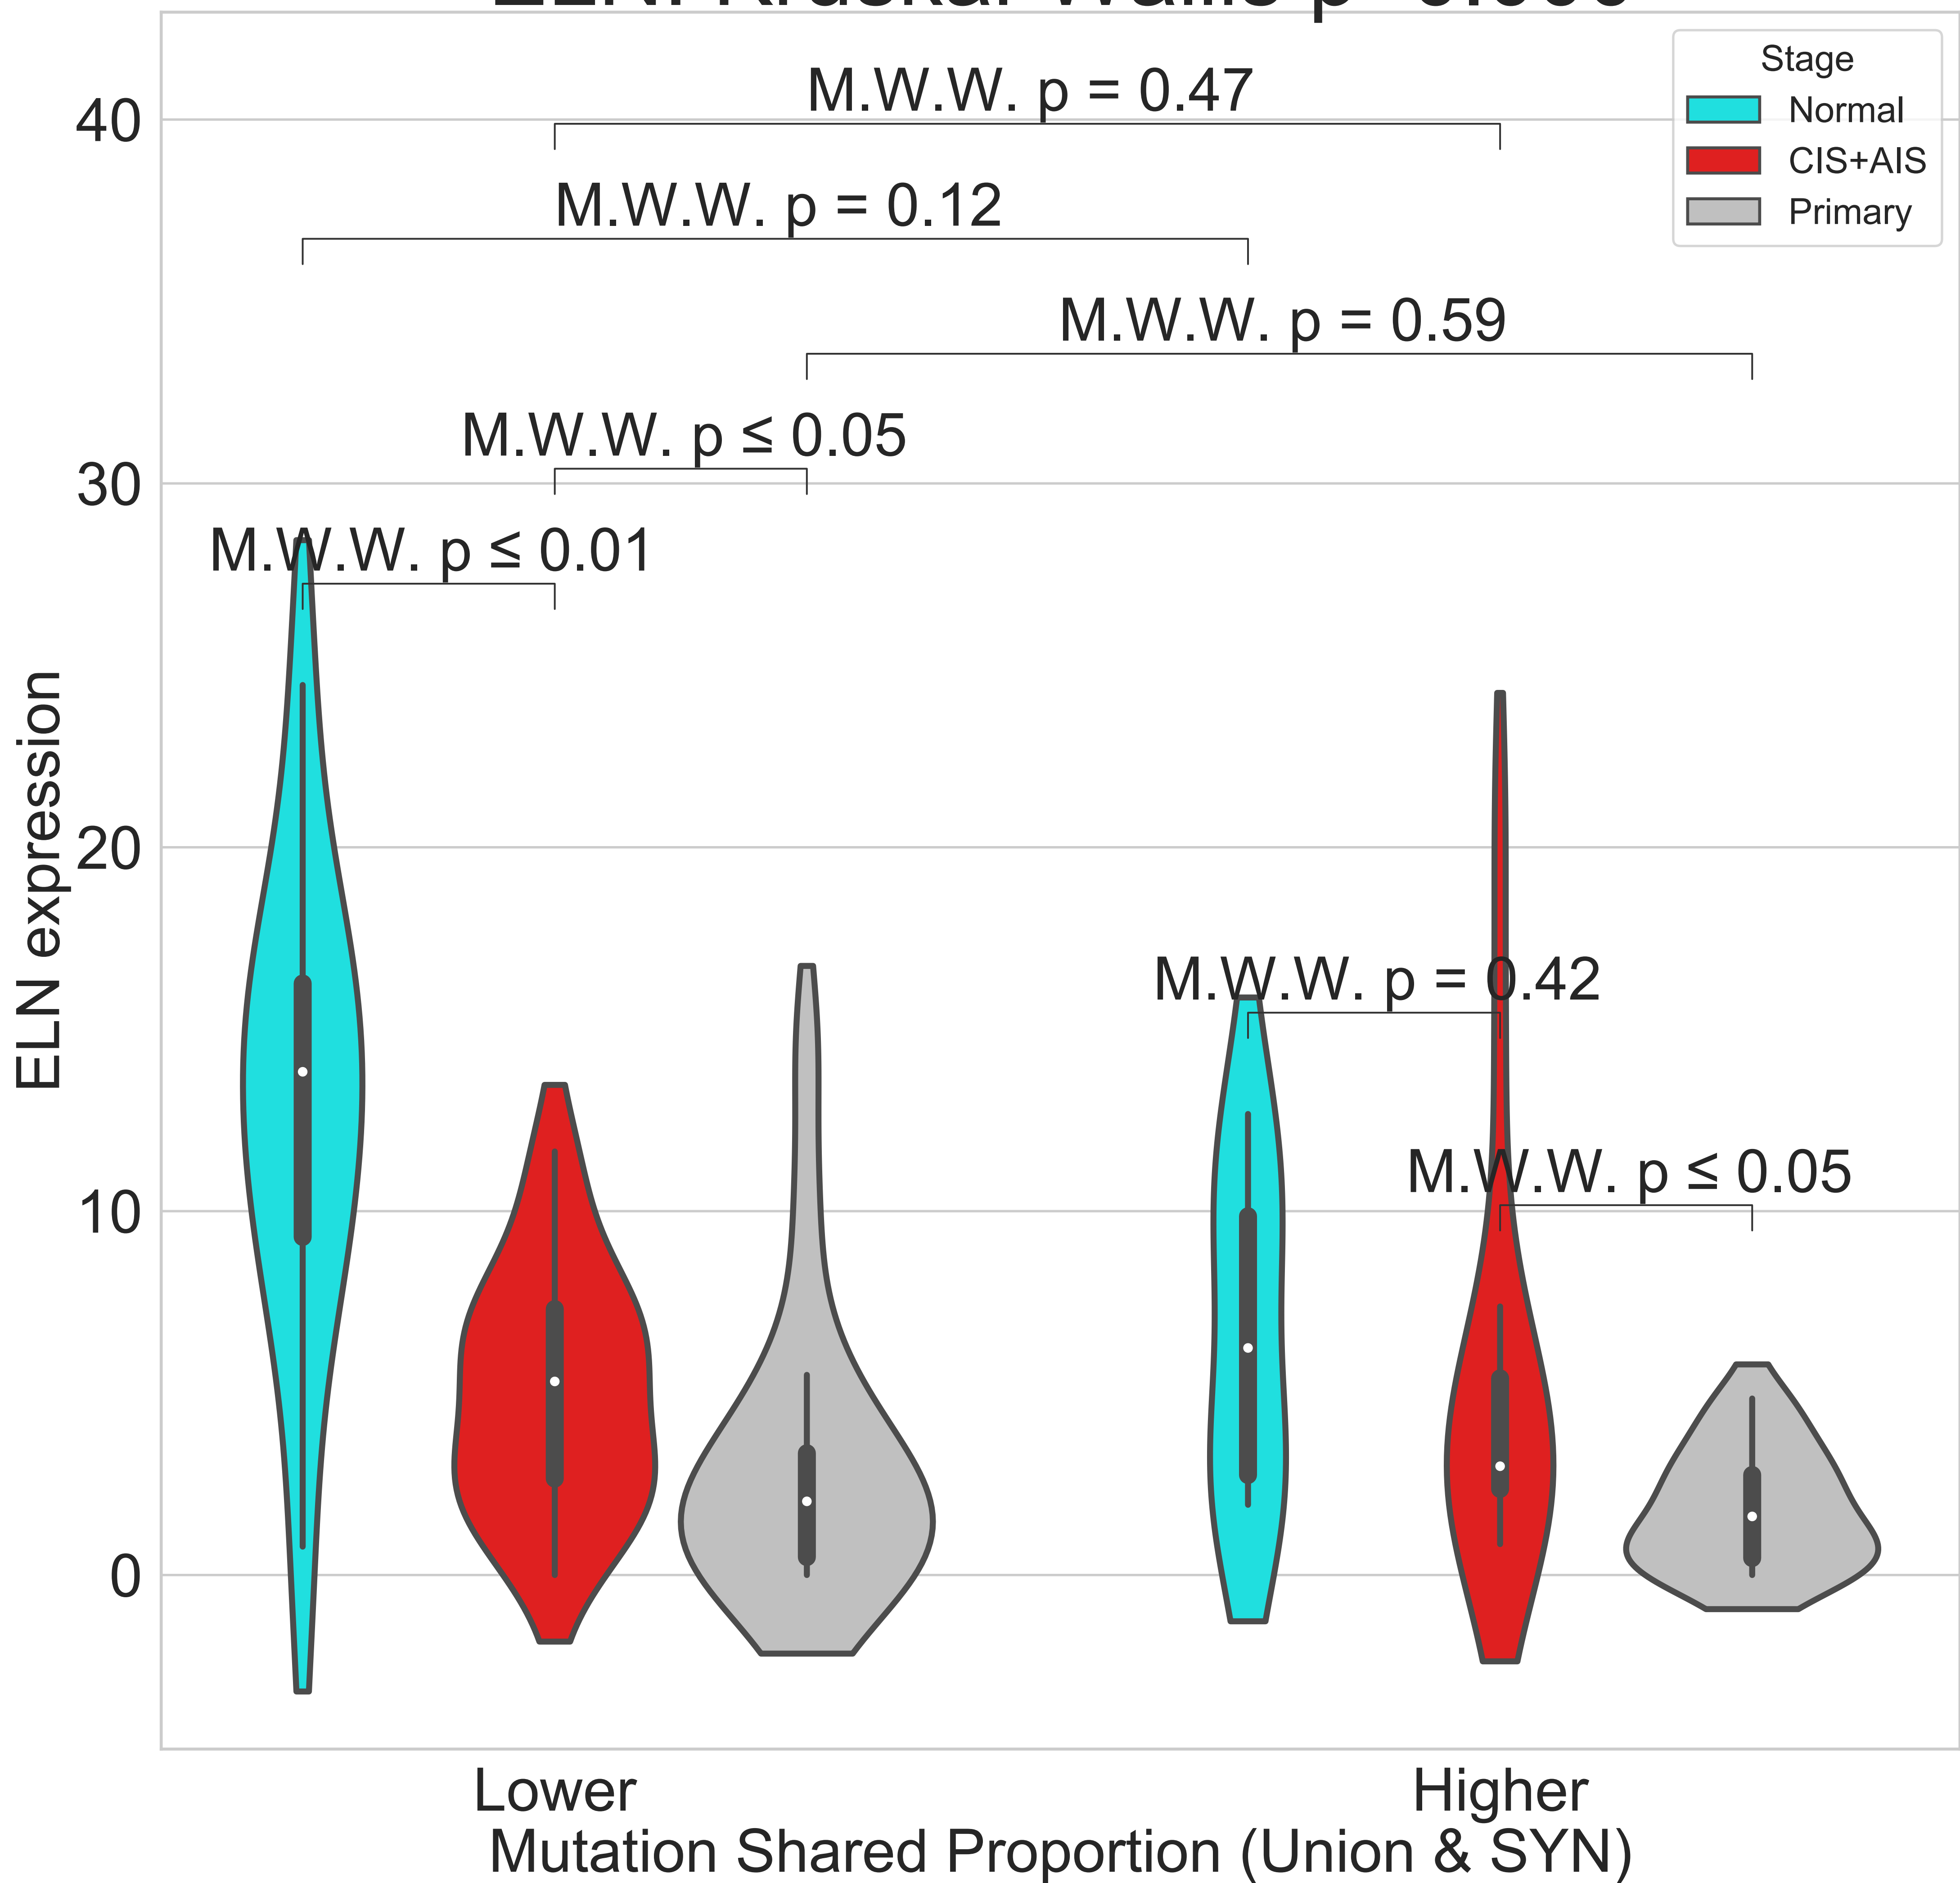 Stage
Normal
CIS+AIS
Primary
M.W.W. p = 0.47
M.W.W. p = 0.12
M.W.W. p = 0.59
M.W.W. p ≤ 0.05
M.W.W. p ≤ 0.01
M.W.W. p = 0.42
M.W.W. p ≤ 0.05
40
30
20
10
0
ELN expression
Lower
Higher
Mutation Shared Proportion (Union & SYN)